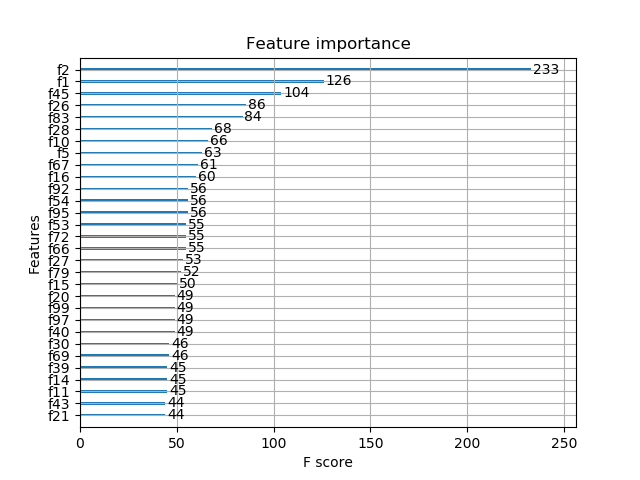 Feature importance
f2 233
f1 126
f45 104
f26 86
f83 84
f28 68
f10 66
f5 63
f67 61
f16 60
f92 56
f54 56
f95 56
f53 55
f72 55
f66 55
f27 53
f79 52
f15 50
f20 49
f99 49
f97 49
f40 49
f30 46
f69 46
f39 45
f14 45
f11 45
f43 44
f21 44
0 50 100 150 200 250
F score
Features